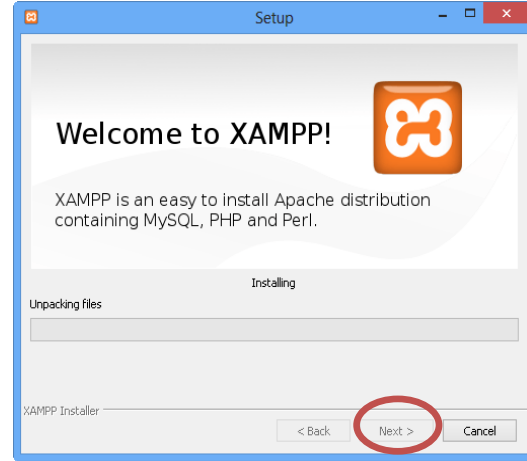 Setup
Welcome to XAMPP!
XAMPP is an easy to install Apache distribution
containing MySQL, PHP and Perl.
Installing
Unpacking files
XAMPP Installer
< Back
Next >
Cancel